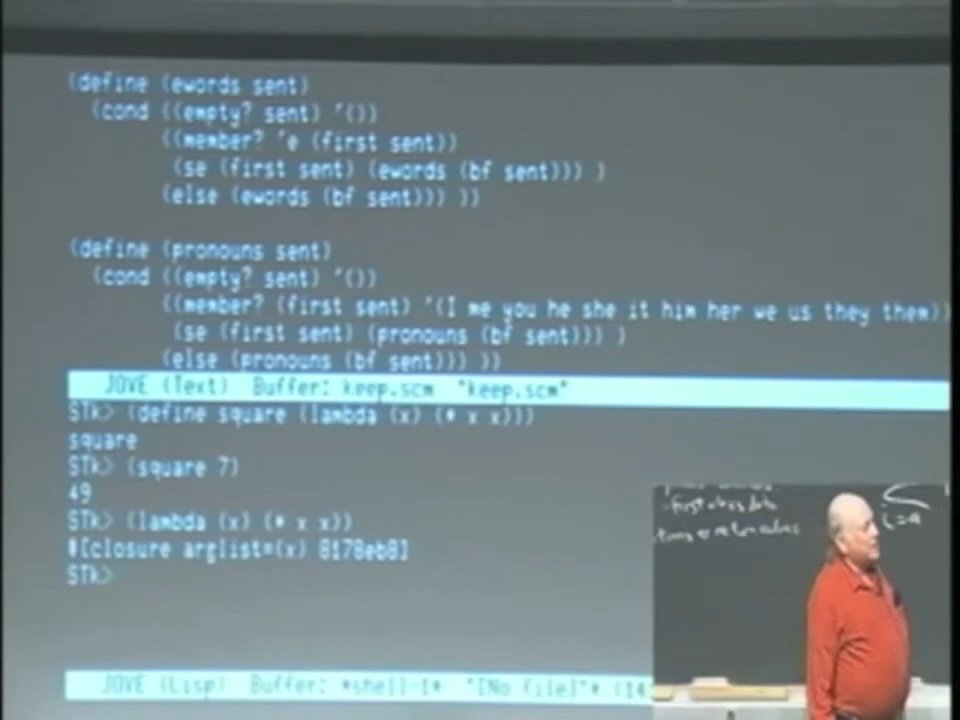 (define (ewords sent)
(cond ((empty? sent) '())
((member? 'e (first sent))
(se (first sent) (ewords (bf sent))) )
(else (ewords (bf sent))) ))
(define (pronouns sent)
(cond ((empty? sent) '())
((member? (first sent) '(I me you he she it him her we us they them))
(se (first sent) (pronouns (bf sent))) )
(else (pronouns (bf sent))) ))
JOVE (Text) Buffer: keep.scm "keep.scm"
STk> (define square (lambda (x) (* x x)))
square
STk> (square 7)
49
STk> (lambda (x) (* x x))
#[closure arglist=(x) 8178eb8]
STk>
JOVE (Lisp) Buffer: *shell-1* "[No file]"* (14
-first class data